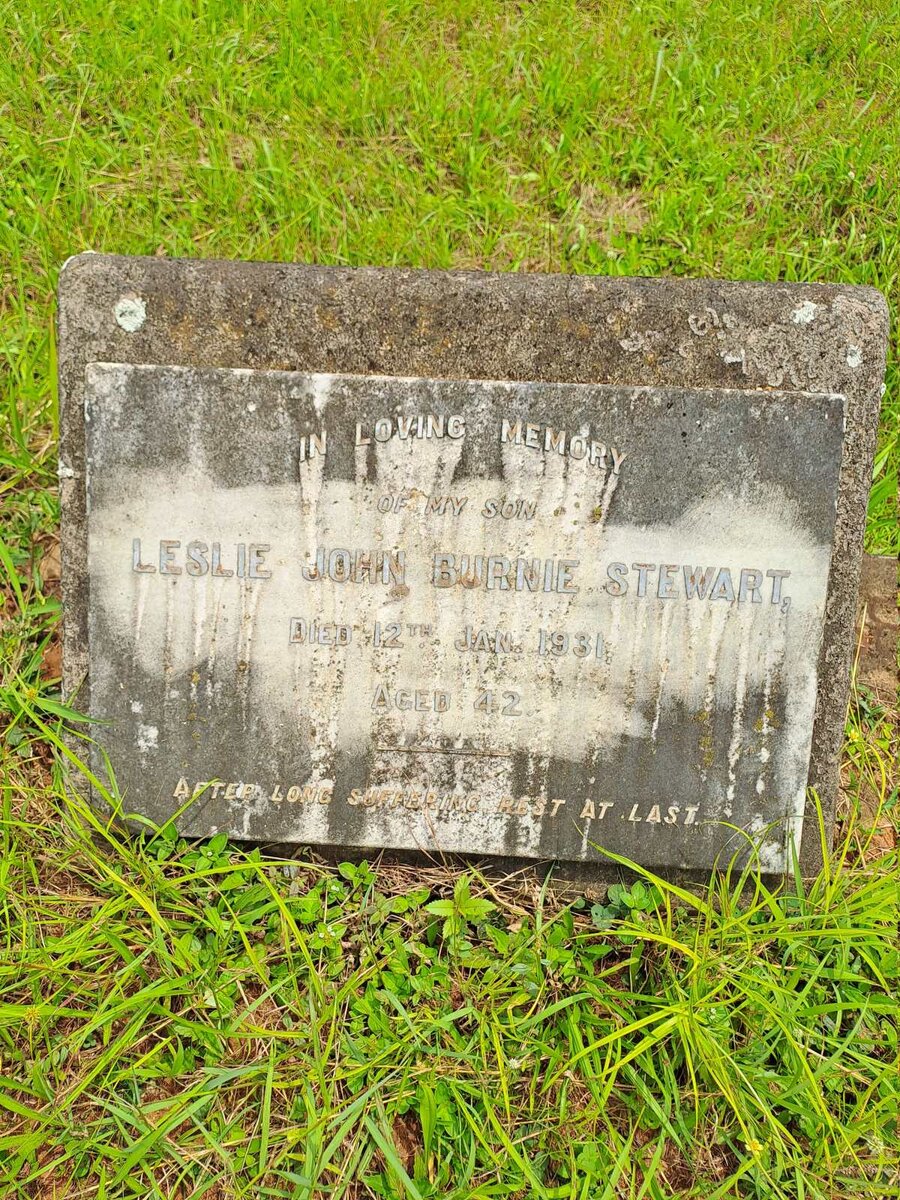 IN LOVING MEMORY
OF MY SON
LESLIE JOHN BURNIE STEWART,
DIED 12TH JAN. 1931
AGED 42.
AFTER LONG SUFFERING REST AT LAST.